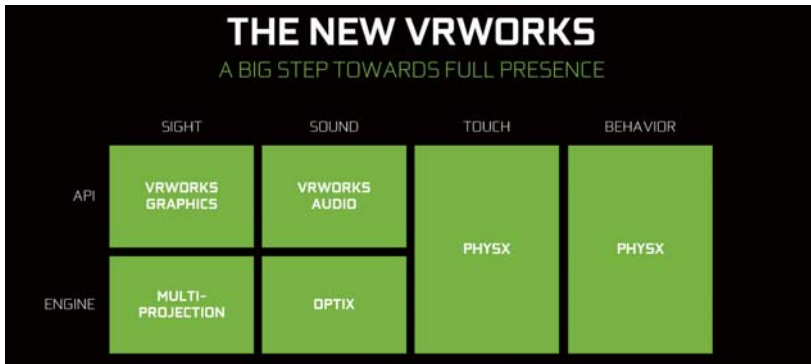 THE NEW VRWORKS
A BIG STEP TOWARDS FULL PRESENCE
SIGHT SOUND TOUCH BEHAVIOR
API
VRWORKS
GRAPHICS
VRWORKS
AUDIO
PHYSX
PHYSX
ENGINE
MULTI-
PROJECTION
OPTIX